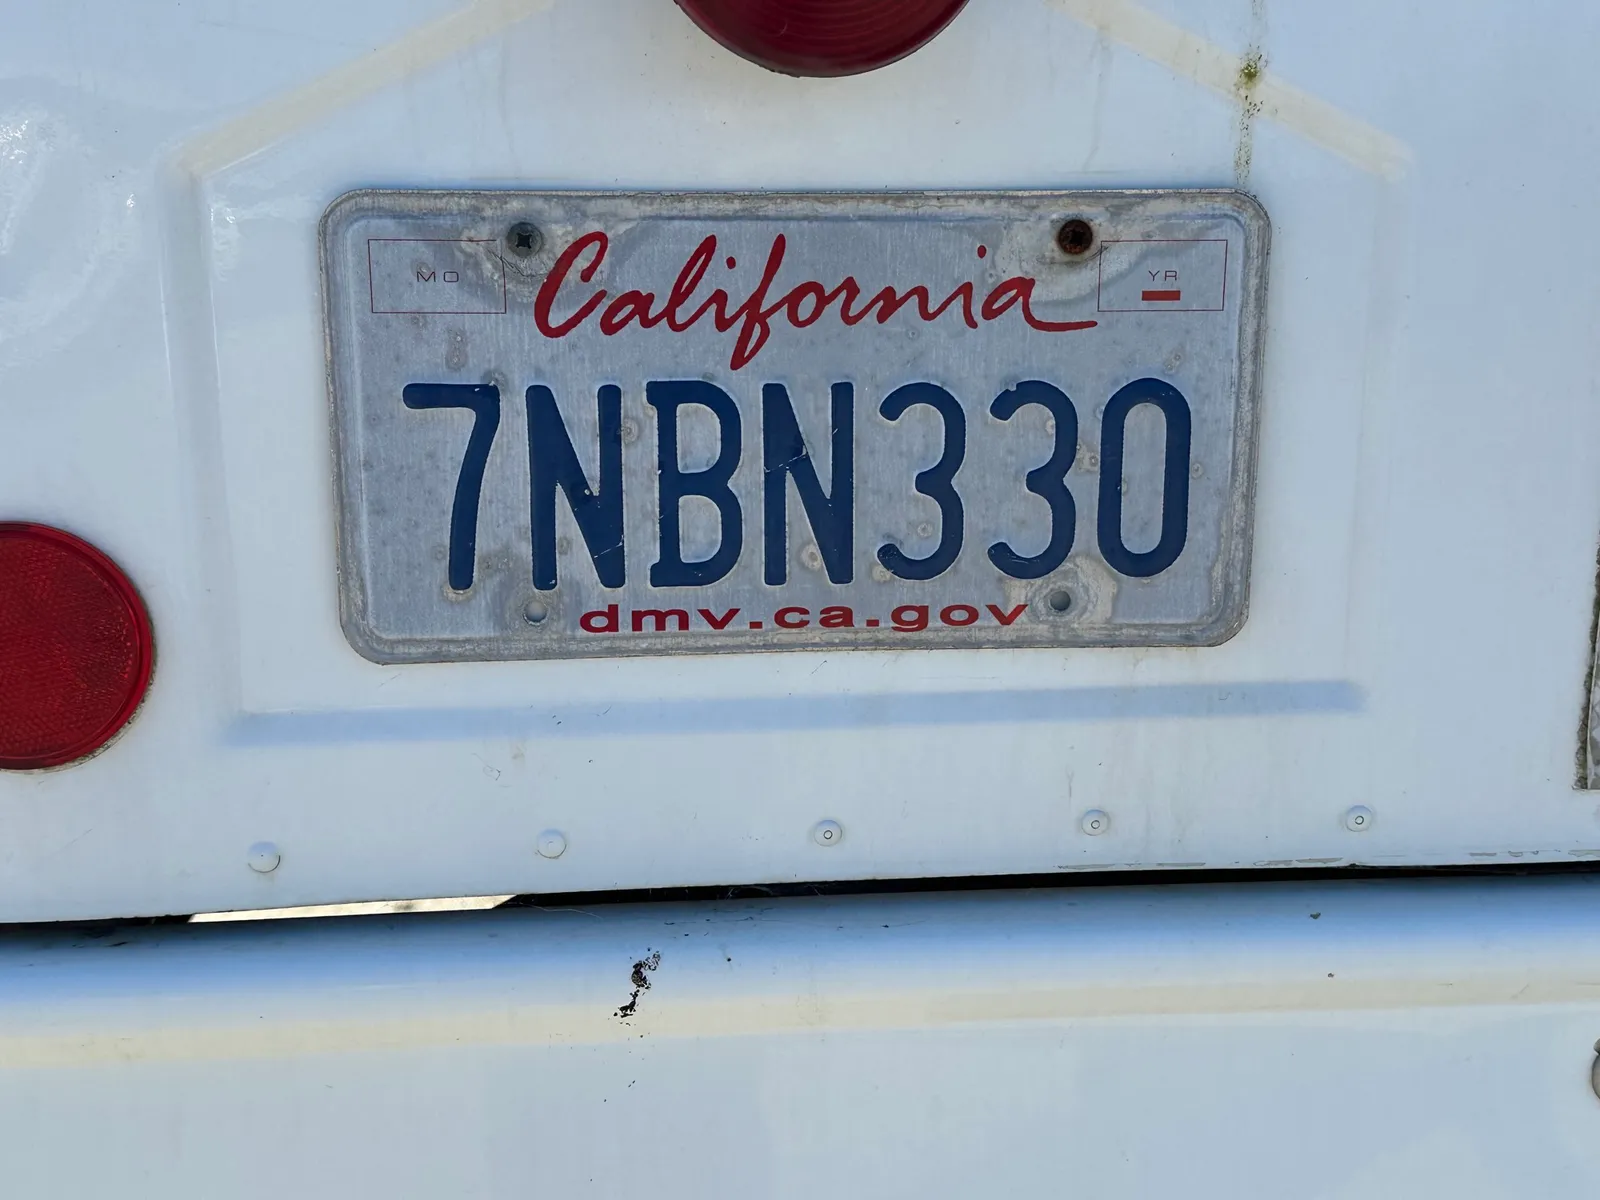 MO California YR
7NBN330
dmv.ca.gov